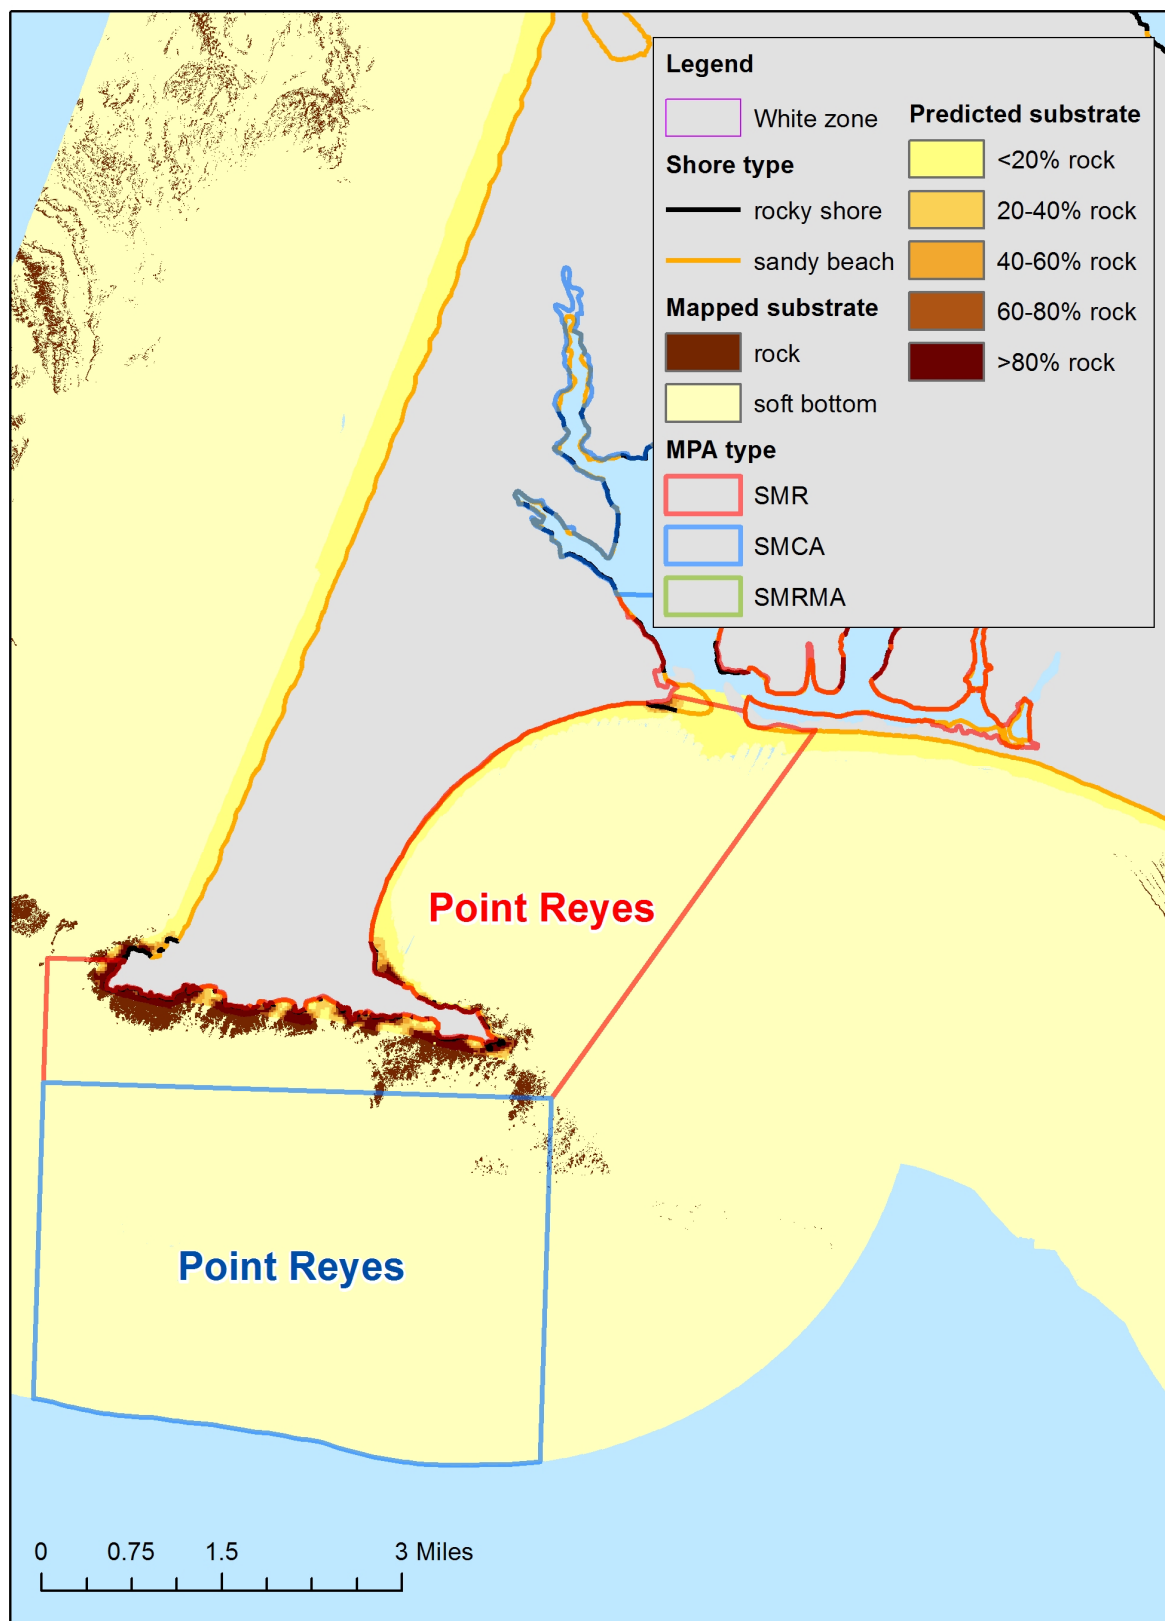 Legend
White zone
Shore type
rocky shore
sandy beach
Mapped substrate
rock
soft bottom
MPA type
SMR
SMCA
SMRMA
Predicted substrate
<20% rock
20-40% rock
40-60% rock
60-80% rock
>80% rock
Point Reyes
Point Reyes
0 0.75 1.5 3 Miles